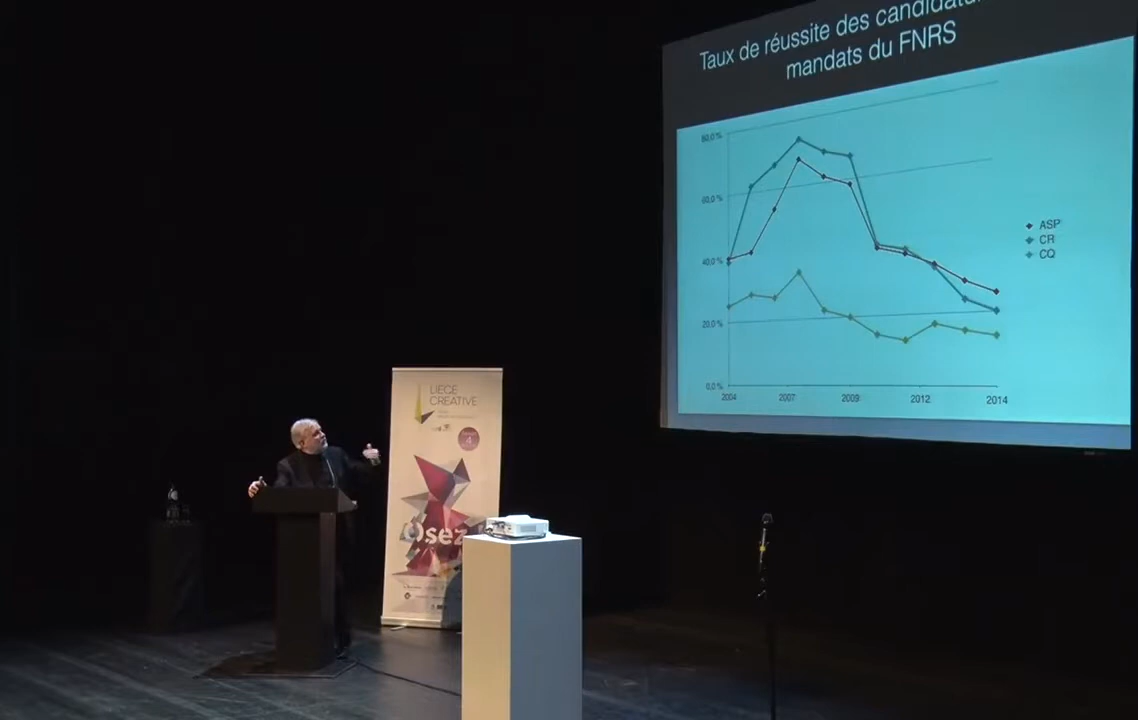 Taux de réussite des
mandats du FNRS
80,0 %
60,0 %
40,0 %
20,0 %
0,0 %
2004 2007 2009 2012 2014
ASP
CR
CQ
LIEGE
CREATIVE
4
Osez